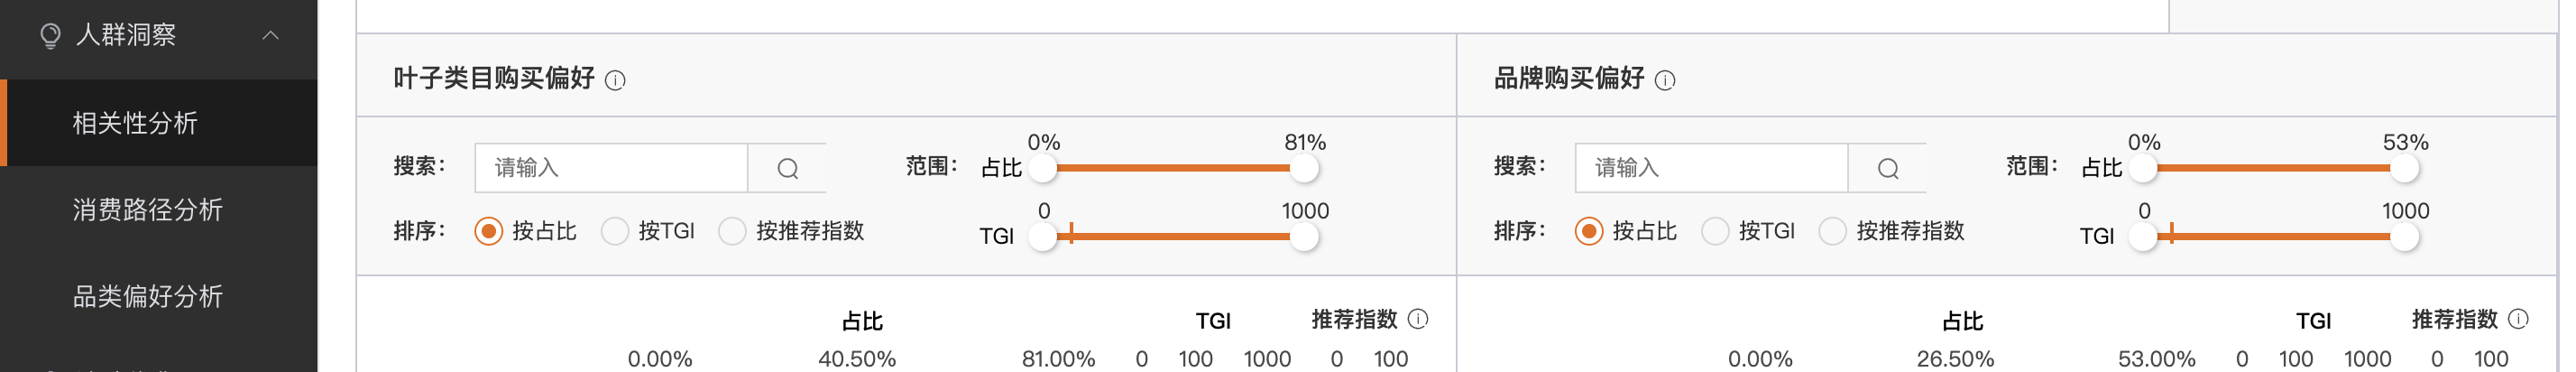 人群洞察
相关性分析
消费路径分析
品类偏好分析
叶子类目购买偏好
搜索： 请输入
范围： 占比 0% 81%
排序： 按占比 按TGI 按推荐指数
TGI 0 1000
占比 TGI 推荐指数
0.00% 40.50% 81.00% 0 100 1000 0 100
品牌购买偏好
搜索： 请输入
范围： 占比 0% 53%
排序： 按占比 按TGI 按推荐指数
TGI 0 1000
占比 TGI 推荐指数
0.00% 26.50% 53.00% 0 100 1000 0 100